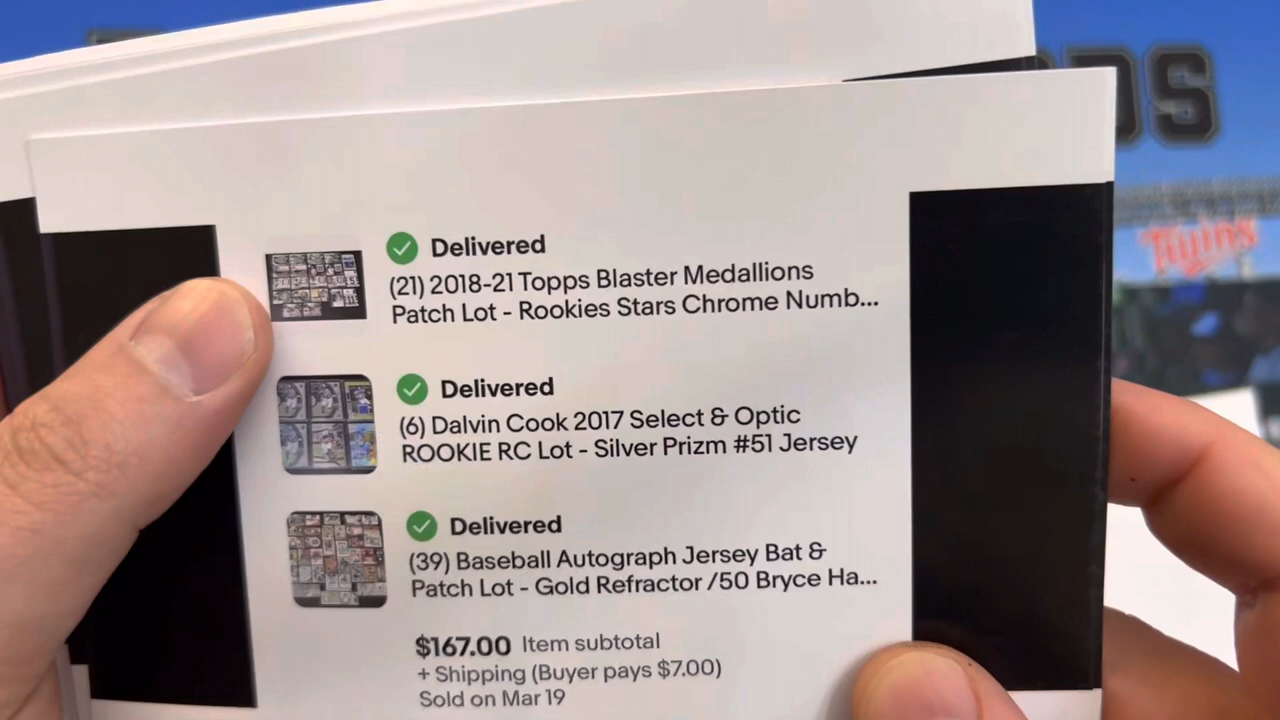 DS
Twins
Delivered
(21) 2018-21 Topps Blaster Medallions
Patch Lot - Rookies Stars Chrome Numb...
Delivered
(6) Dalvin Cook 2017 Select & Optic
ROOKIE RC Lot - Silver Prizm #51 Jersey
Delivered
(39) Baseball Autograph Jersey Bat &
Patch Lot - Gold Refractor /50 Bryce Ha...
$167.00 Item subtotal
+ Shipping (Buyer pays $7.00)
Sold on Mar 19